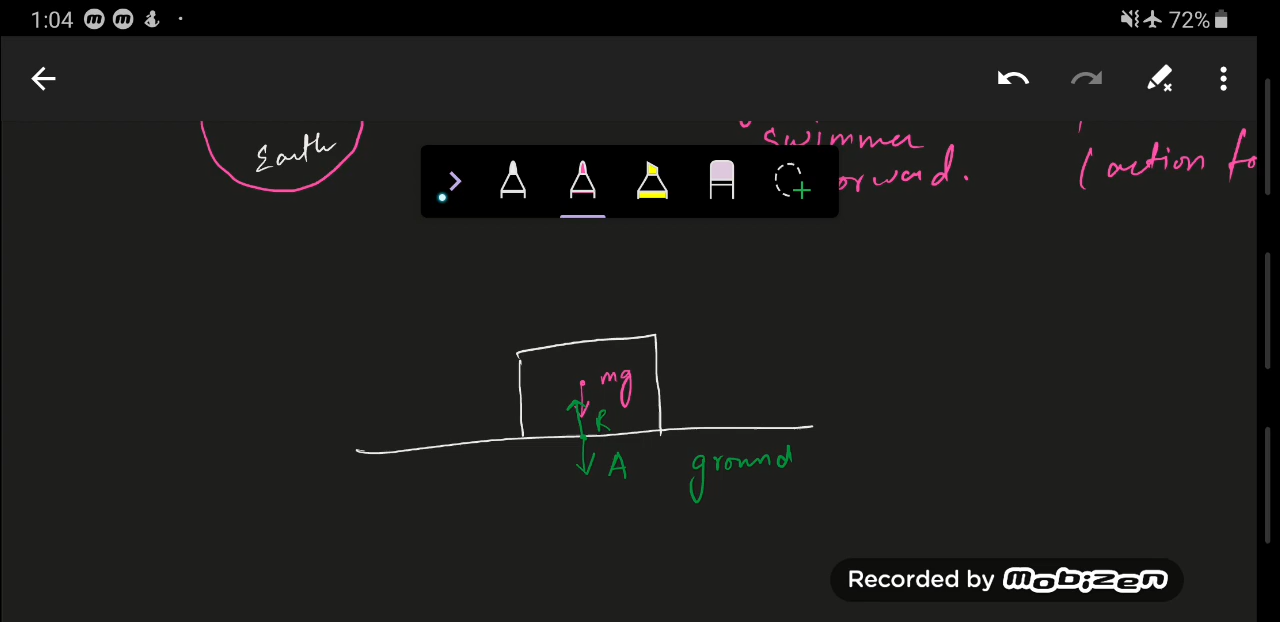 1:04
72%
Earth
swimmer
orward.
(action fo
mg
R
A
ground
Recorded by mobizen